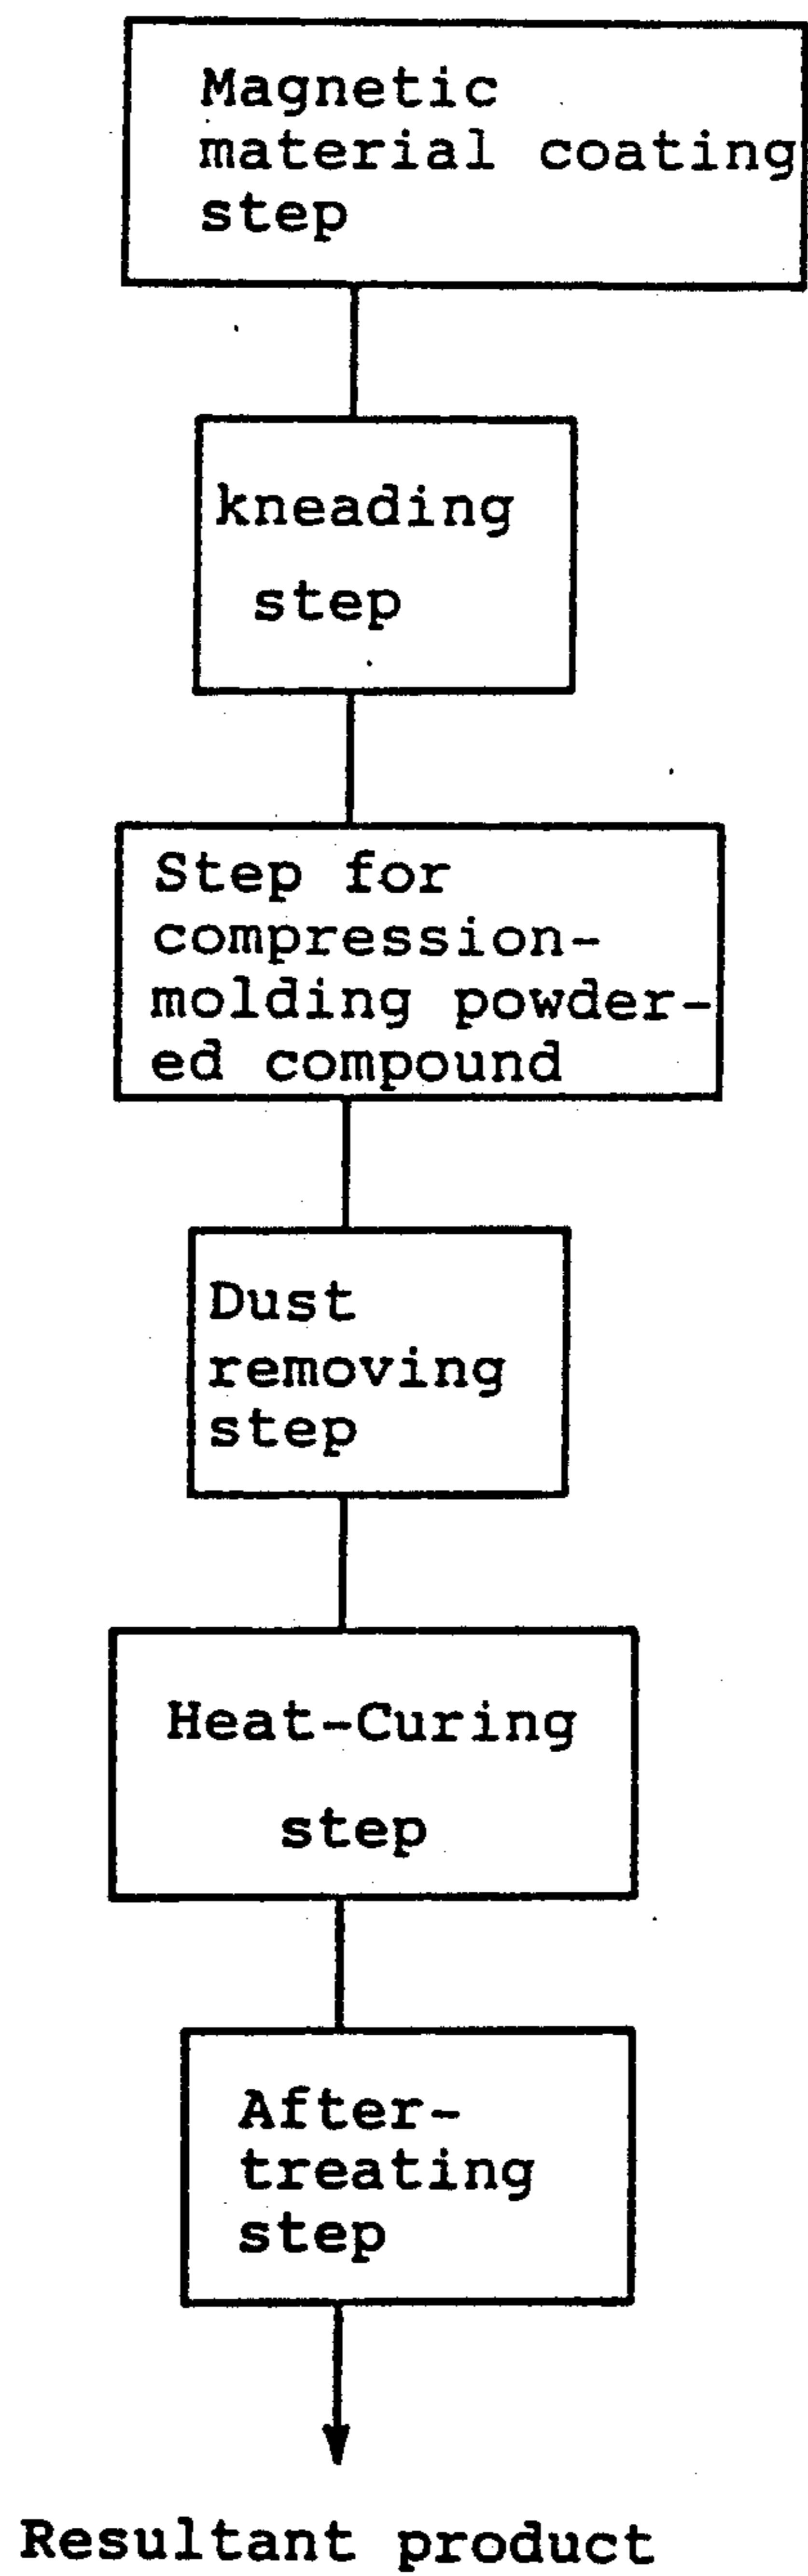 Magnetic
material coating
step
kneading
step
Step for
compression-
molding powder-
ed compound
Dust
removing
step
Heat-Curing
step
After-
treating
step
Resultant product